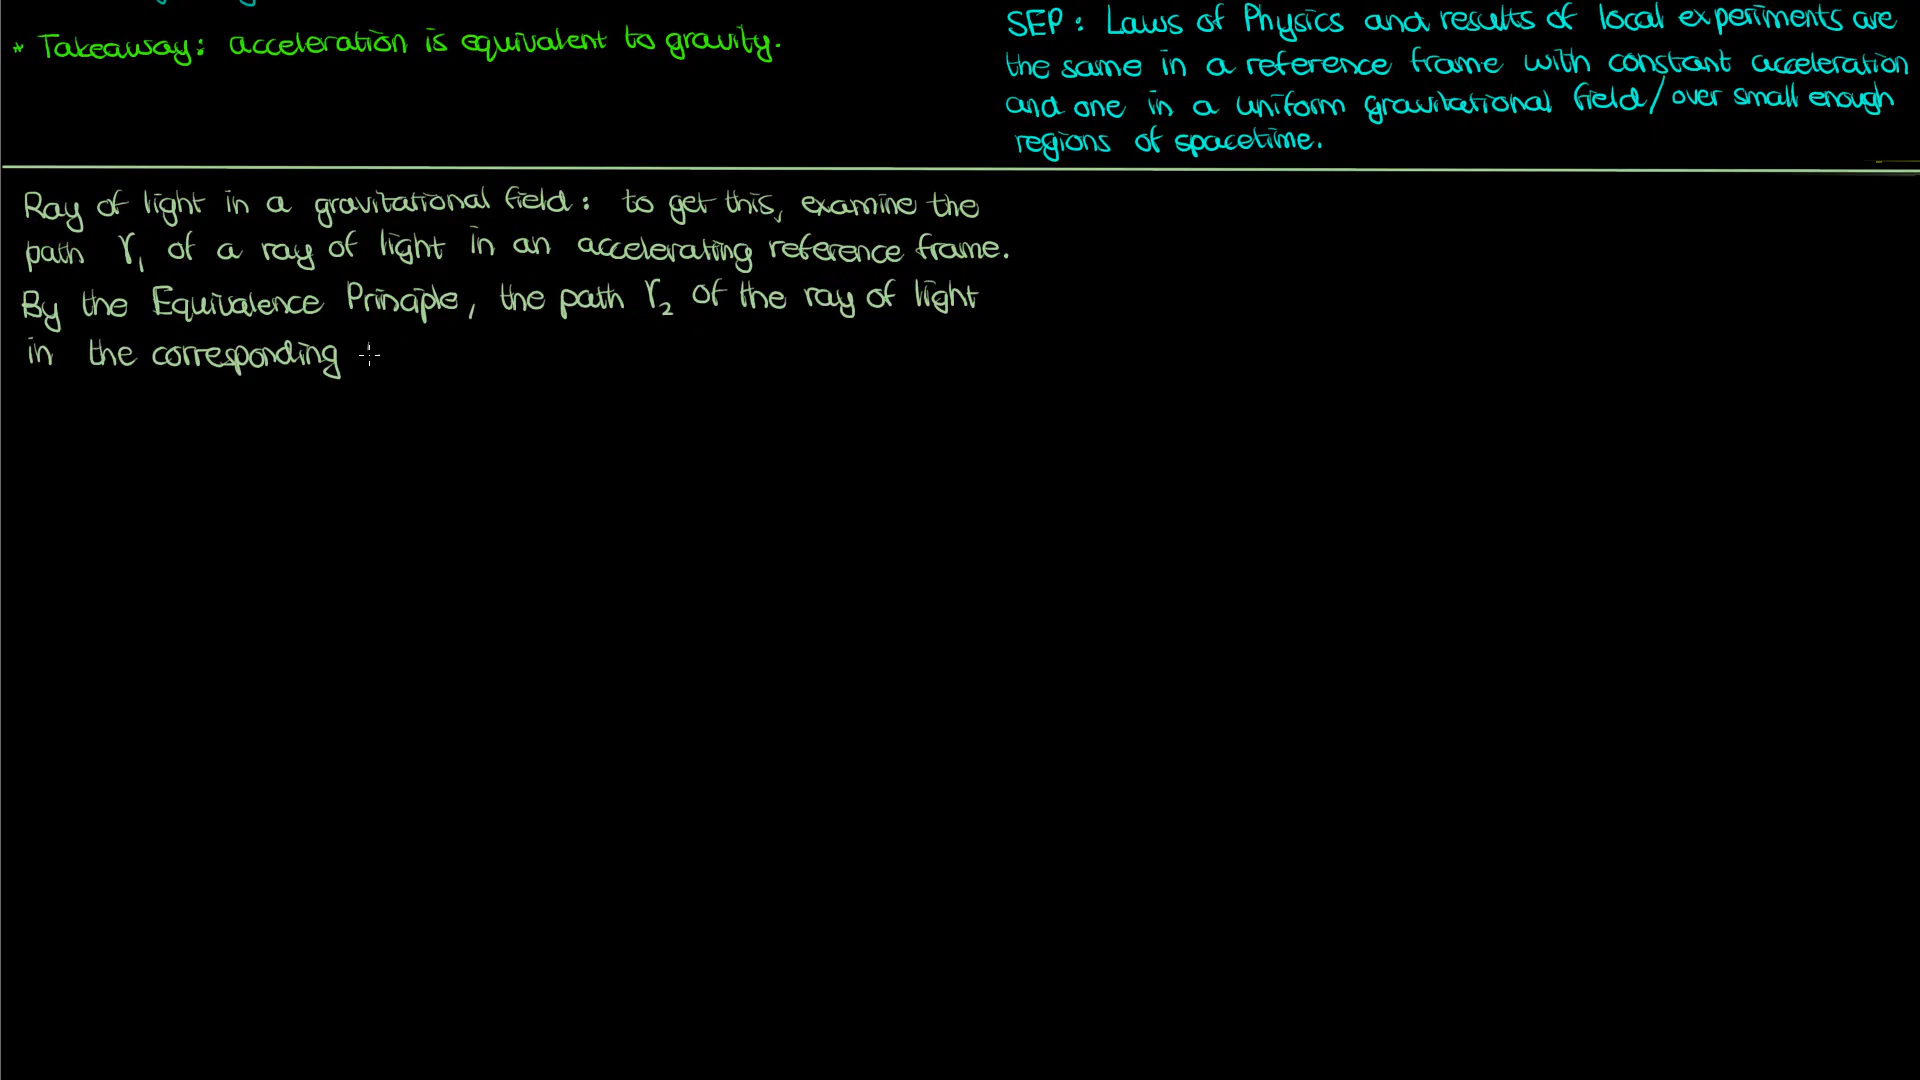 * Takeaway: acceleration is equivalent to gravity.
SEP: Laws of Physics and results of local experiments are
the same in a reference frame with constant acceleration
and one in a uniform gravitational field/over small enough
regions of spacetime.
Ray of light in a gravitational field: to get this, examine the
path γ₁ of a ray of light in an accelerating reference frame.
By the Equivalence Principle, the path γ₂ of the ray of light
in the corresponding